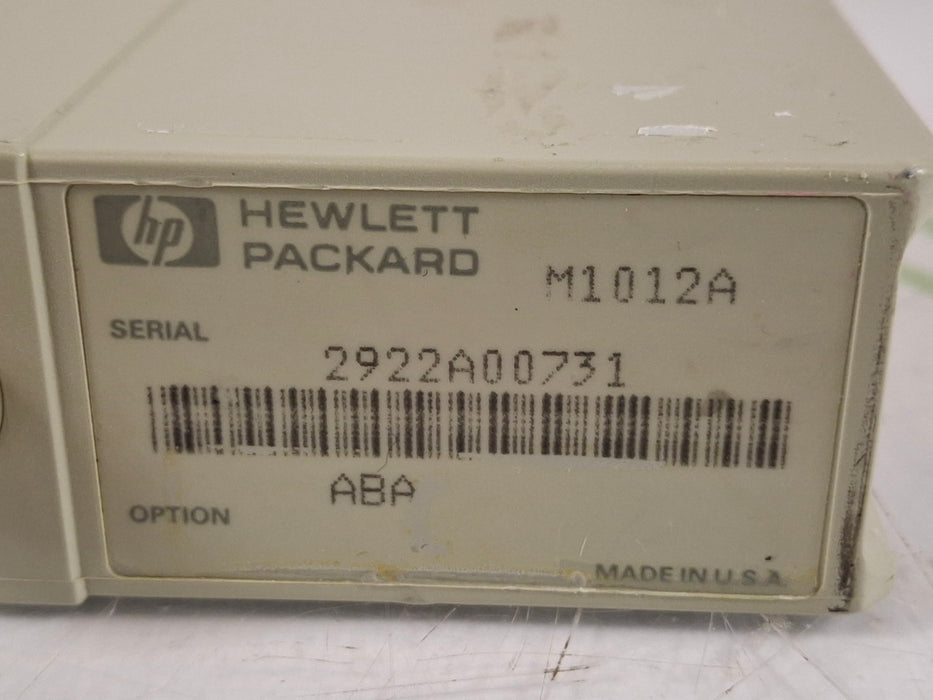 hp HEWLETT
PACKARD
M1012A
SERIAL
2922A00731
ABA
OPTION
MADE IN U.S.A.